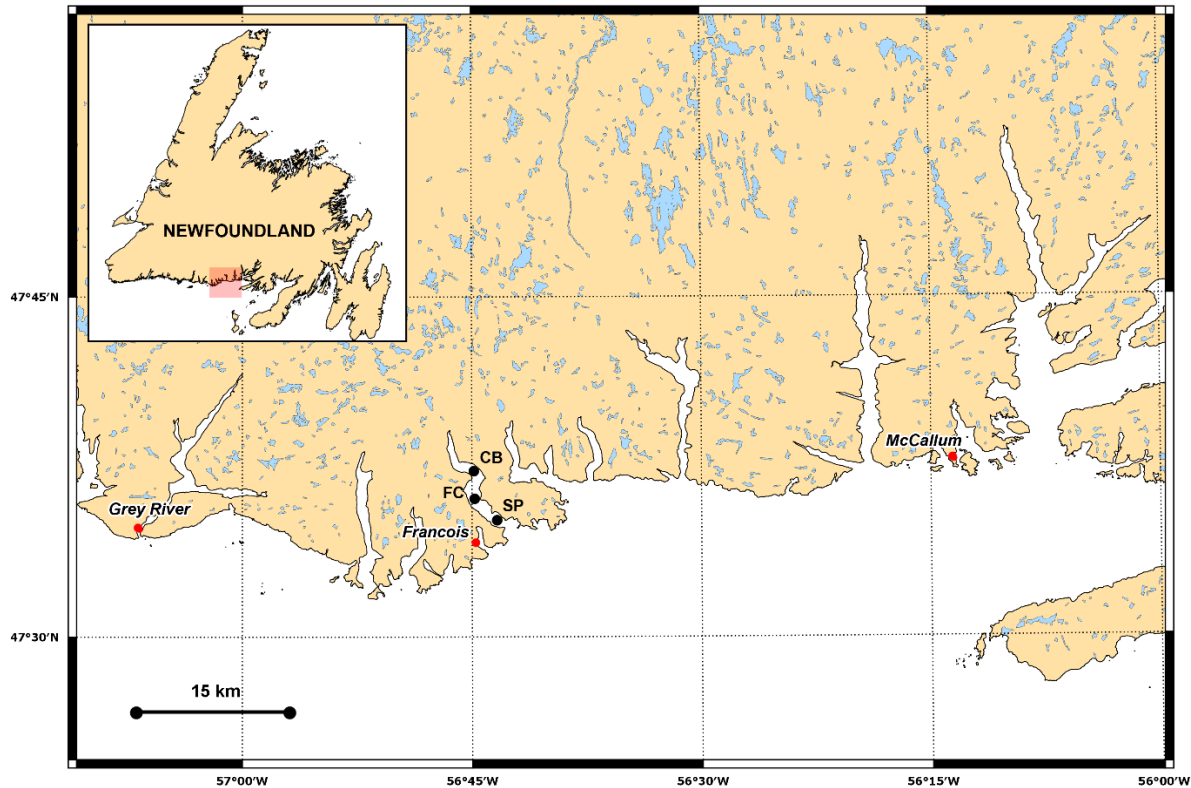 NEWFOUNDLAND
47°45'N
McCallum
CB
FC
SP
Grey River
Francois
47°30'N
15 km
57°00'W
56°45'W
56°30'W
56°15'W
56°00'W